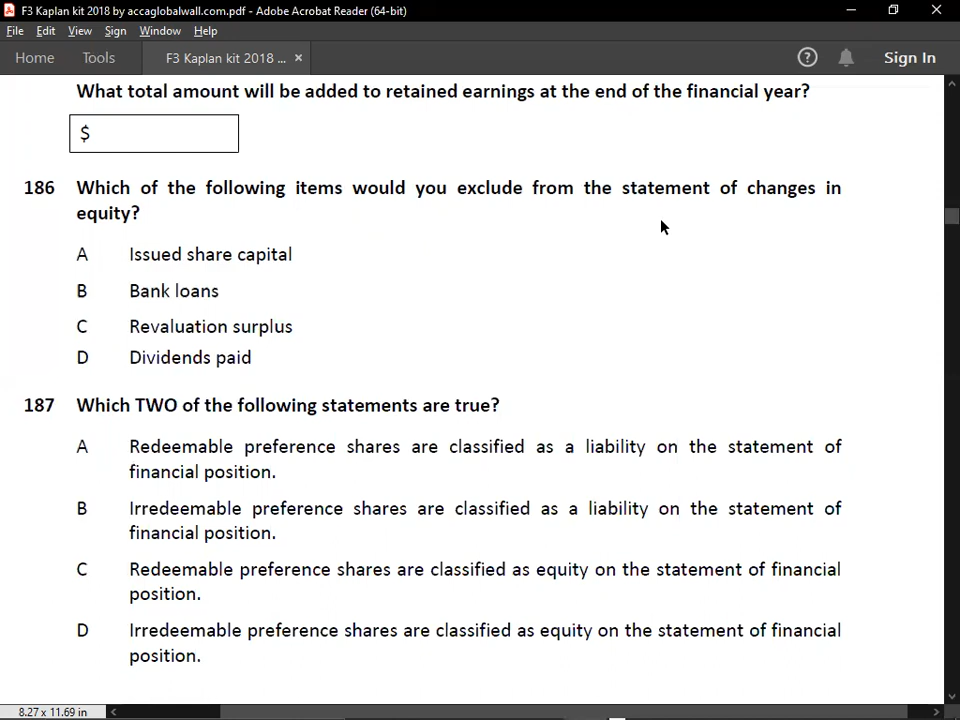 F3 Kaplan kit 2018 by accaglobalwall.com.pdf - Adobe Acrobat Reader (64-bit)
File Edit View Sign Window Help
Home Tools F3 Kaplan kit 2018 ... × ? Sign In
What total amount will be added to retained earnings at the end of the financial year?
$
186 Which of the following items would you exclude from the statement of changes in
equity?
A Issued share capital
B Bank loans
C Revaluation surplus
D Dividends paid
187 Which TWO of the following statements are true?
A Redeemable preference shares are classified as a liability on the statement of
financial position.
B Irredeemable preference shares are classified as a liability on the statement of
financial position.
C Redeemable preference shares are classified as equity on the statement of financial
position.
D Irredeemable preference shares are classified as equity on the statement of financial
position.
8.27 x 11.69 in